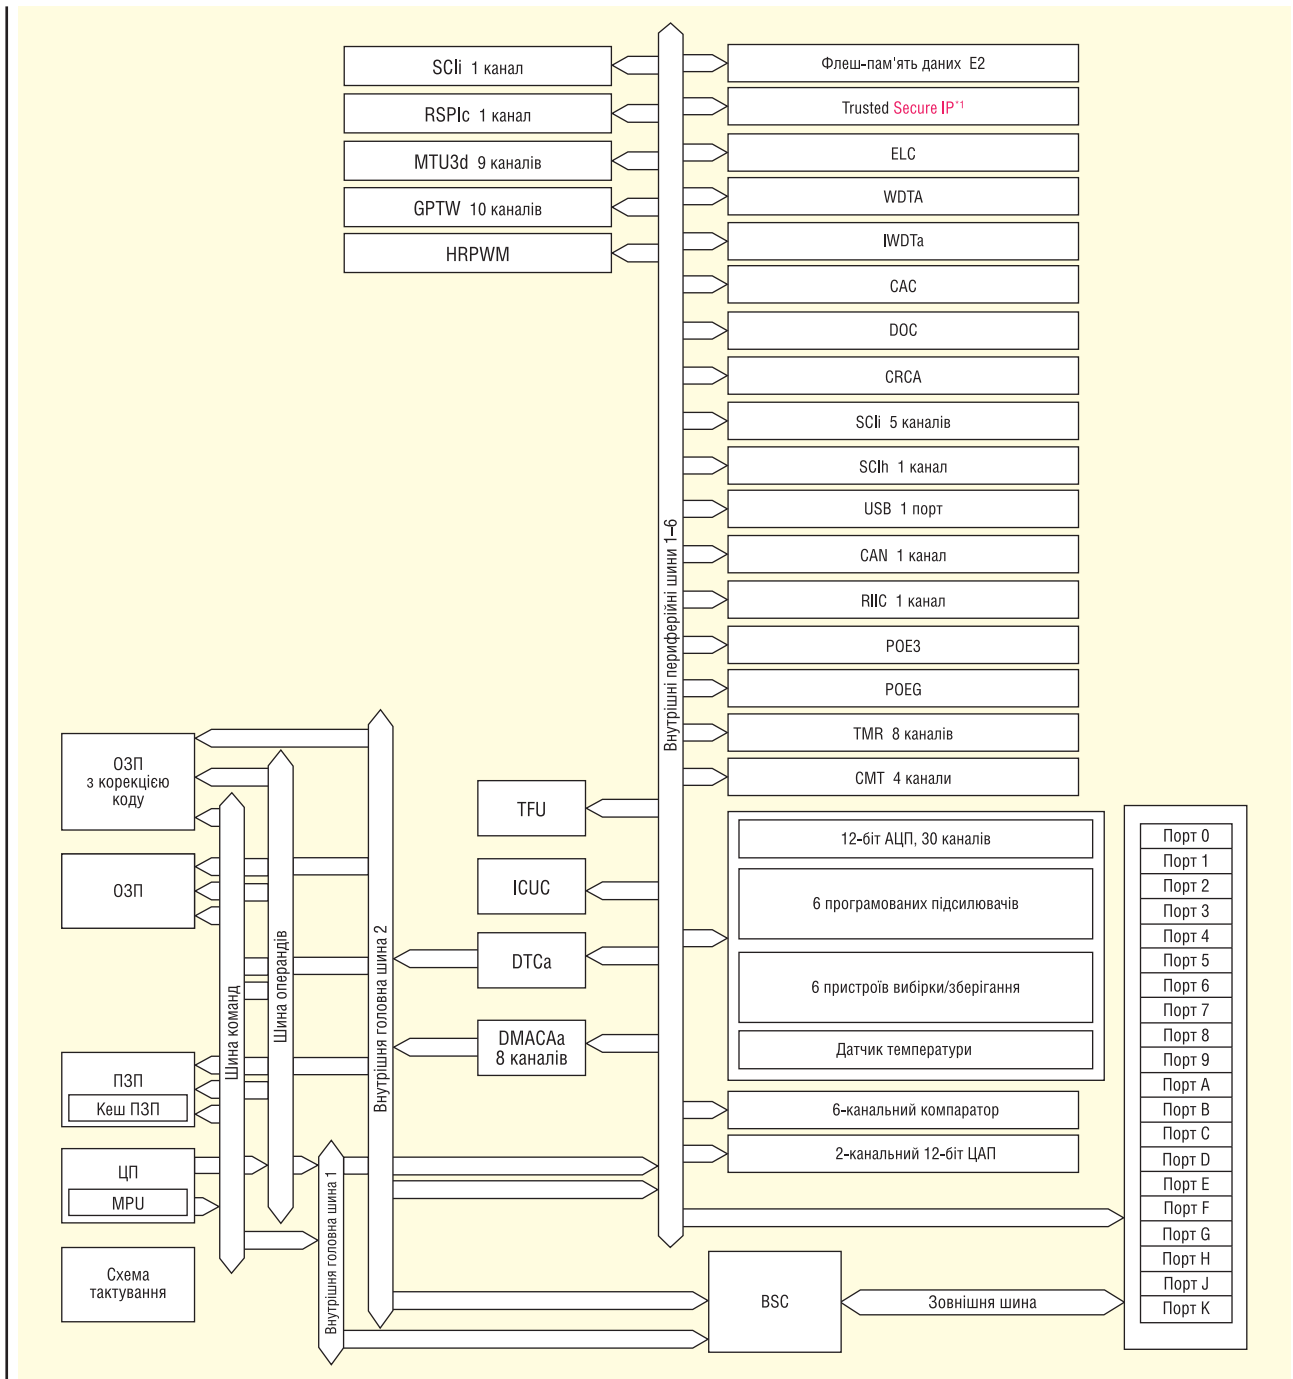 SCIi 1 канал
RSPIc 1 канал
MTU3d 9 каналів
GPTW 10 каналів
HRPWM
Флеш-пам'ять даних E2
Trusted Secure IP*1
ELC
WDTA
IWDTa
CAC
DOC
CRCA
SCIi 5 каналів
SCIh 1 канал
USB 1 порт
CAN 1 канал
RIIC 1 канал
POE3
POEG
TMR 8 каналів
CMT 4 канали
12-біт АЦП, 30 каналів
6 програмованих підсилювачів
6 пристроїв вибірки/зберігання
Датчик температури
6-канальний компаратор
2-канальний 12-біт ЦАП
Внутрішні периферійні шини 1–6
TFU
ICUC
DTCa
DMACAa
8 каналів
ОЗП
з корекцією
коду
ОЗП
ПЗП
Кеш ПЗП
ЦП
MPU
Схема
тактування
Шина команд
Шина операндів
Внутрішня головна шина 1
Внутрішня головна шина 2
BSC
Зовнішня шина
Порт 0
Порт 1
Порт 2
Порт 3
Порт 4
Порт 5
Порт 6
Порт 7
Порт 8
Порт 9
Порт A
Порт B
Порт C
Порт D
Порт E
Порт F
Порт G
Порт H
Порт J
Порт K